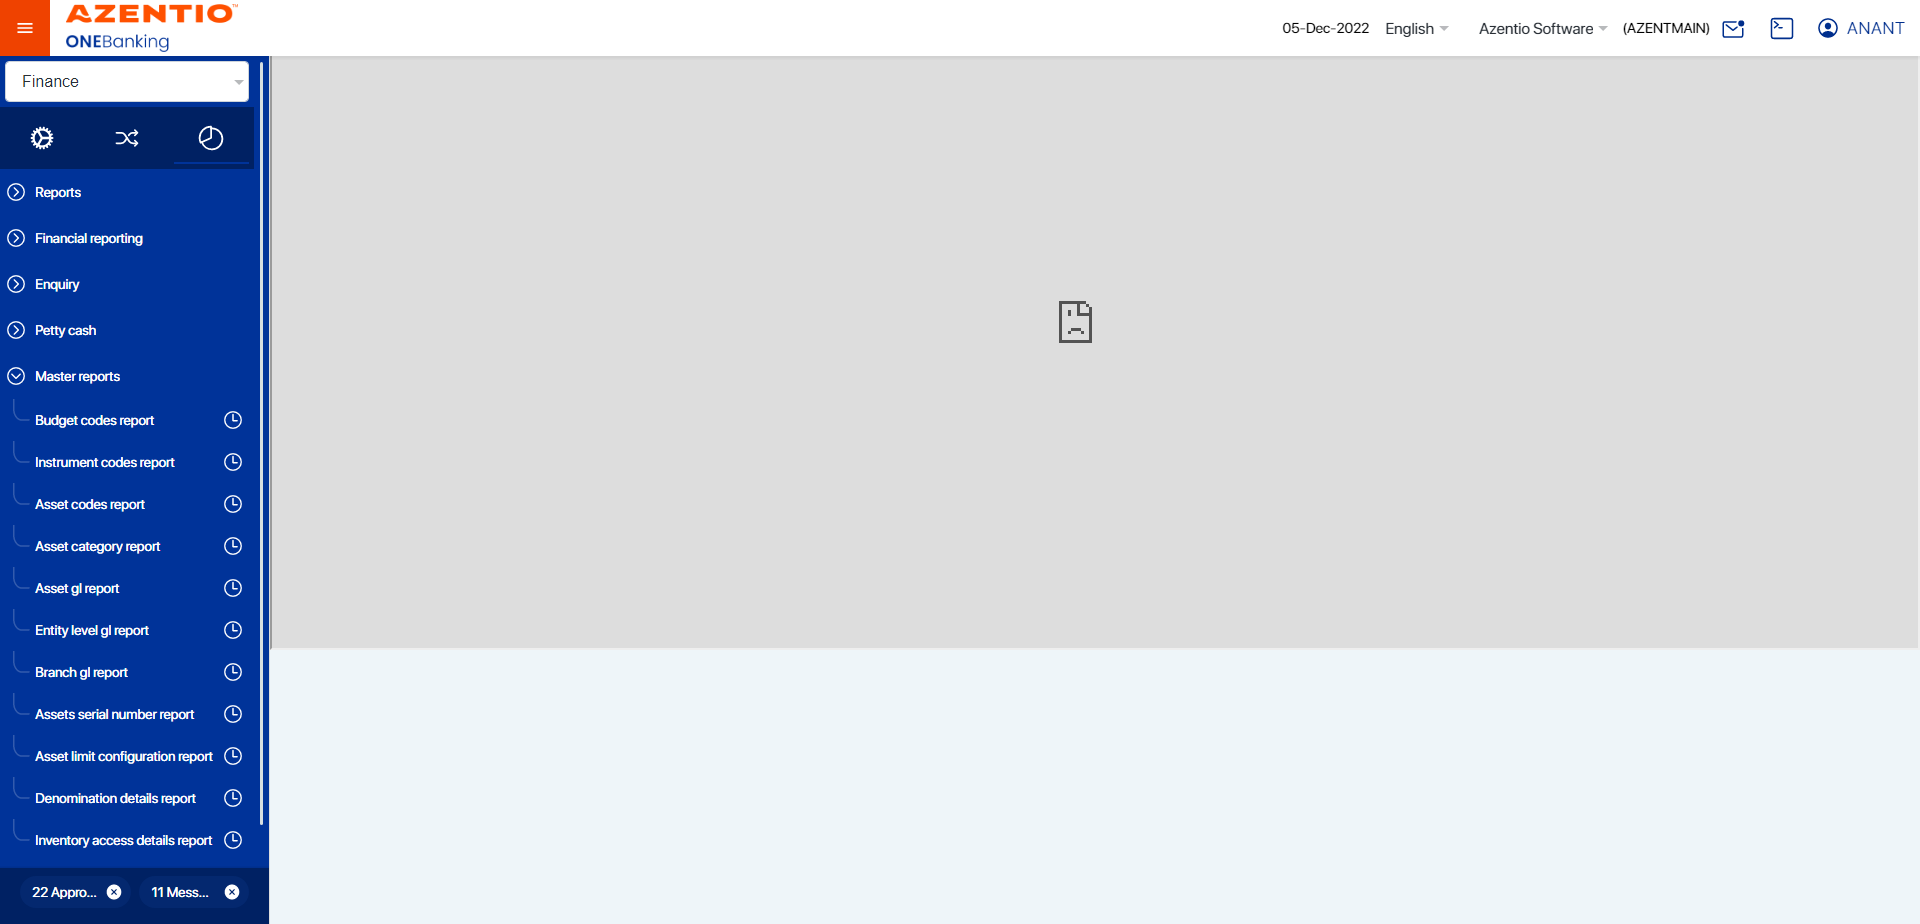 AZENTIO™
ONEBanking
05-Dec-2022 English Azentio Software (AZENTMAIN) ANANT
Finance
Reports
Financial reporting
Enquiry
Petty cash
Master reports
Budget codes report
Instrument codes report
Asset codes report
Asset category report
Asset gl report
Entity level gl report
Branch gl report
Assets serial number report
Asset limit configuration report
Denomination details report
Inventory access details report
22 Appro... 11 Mess...